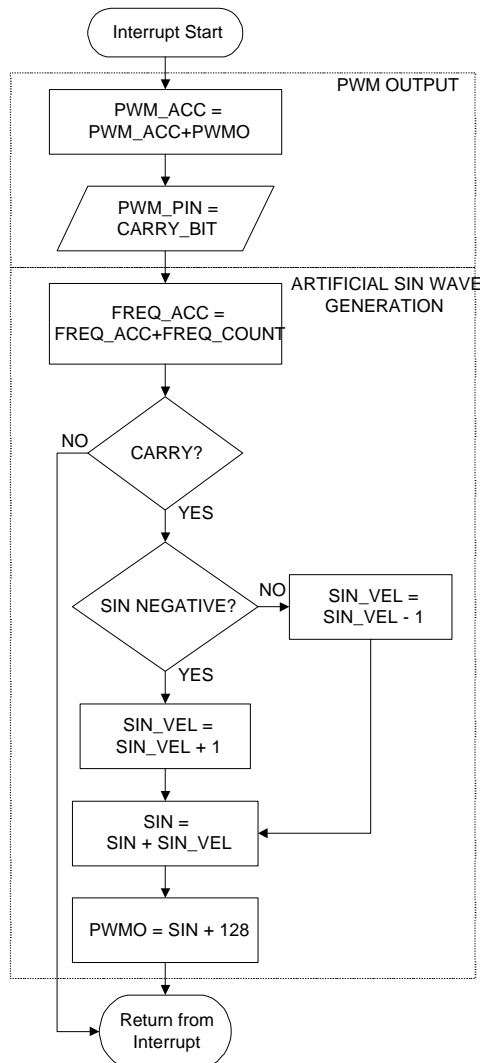 Interrupt Start
PWM OUTPUT
PWM_ACC =
PWM_ACC+PWMO
PWM_PIN =
CARRY_BIT
ARTIFICIAL SIN WAVE
GENERATION
FREQ_ACC =
FREQ_ACC+FREQ_COUNT
NO
CARRY?
YES
SIN NEGATIVE?
NO
SIN_VEL =
SIN_VEL - 1
YES
SIN_VEL =
SIN_VEL + 1
SIN =
SIN + SIN_VEL
PWMO = SIN + 128
Return from
Interrupt